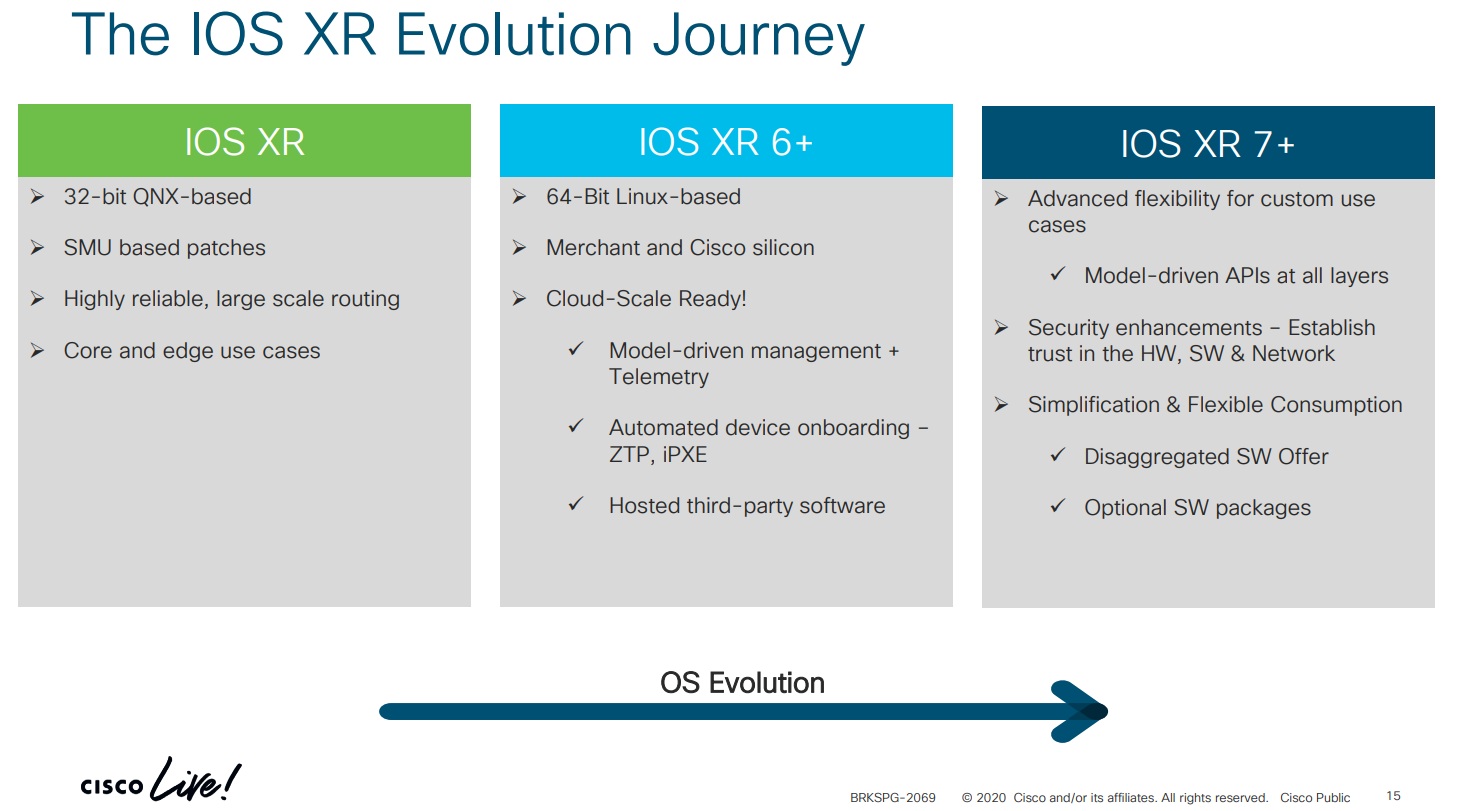 The IOS XR Evolution Journey
IOS XR
32-bit QNX-based
SMU based patches
Highly reliable, large scale routing
Core and edge use cases
IOS XR 6+
64-Bit Linux-based
Merchant and Cisco silicon
Cloud-Scale Ready!
Model-driven management +
Telemetry
Automated device onboarding –
ZTP, iPXE
Hosted third-party software
IOS XR 7+
Advanced flexibility for custom use
cases
Model-driven APIs at all layers
Security enhancements – Establish
trust in the HW, SW & Network
Simplification & Flexible Consumption
Disaggregated SW Offer
Optional SW packages
OS Evolution
CISCO Live!
BRKSPG-2069 © 2020 Cisco and/or its affiliates. All rights reserved. Cisco Public 15